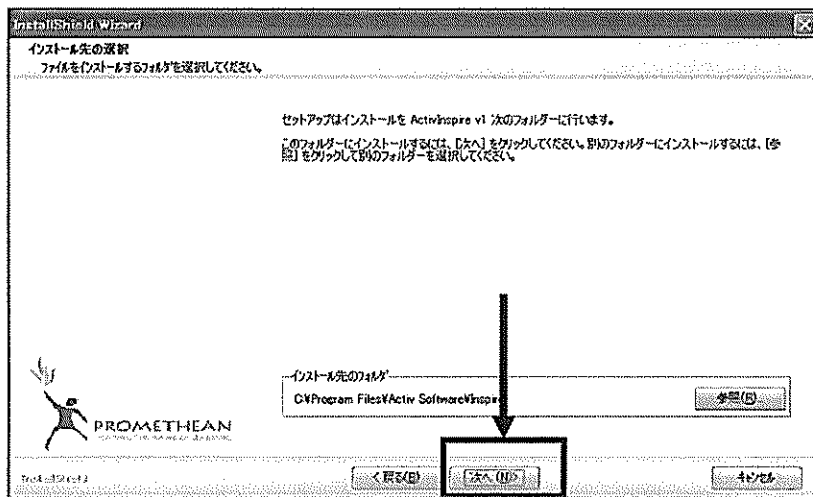 InstallShield Wizard
インストール先の選択
ファイルをインストールするフォルダを選択してください。
セットアップはインストールを ActivInspire v1 次のフォルダーに行います。
このフォルダーにインストールするには、[次へ] をクリックしてください。別のフォルダーにインストールするには、[参
照] をクリックして別のフォルダーを選択してください。
インストール先のフォルダ
C:¥Program Files¥Activ Software¥Inspire
参照(R)
PROMETHEAN
InstallShield
< 戻る(B)
次へ(N) >
キャンセル